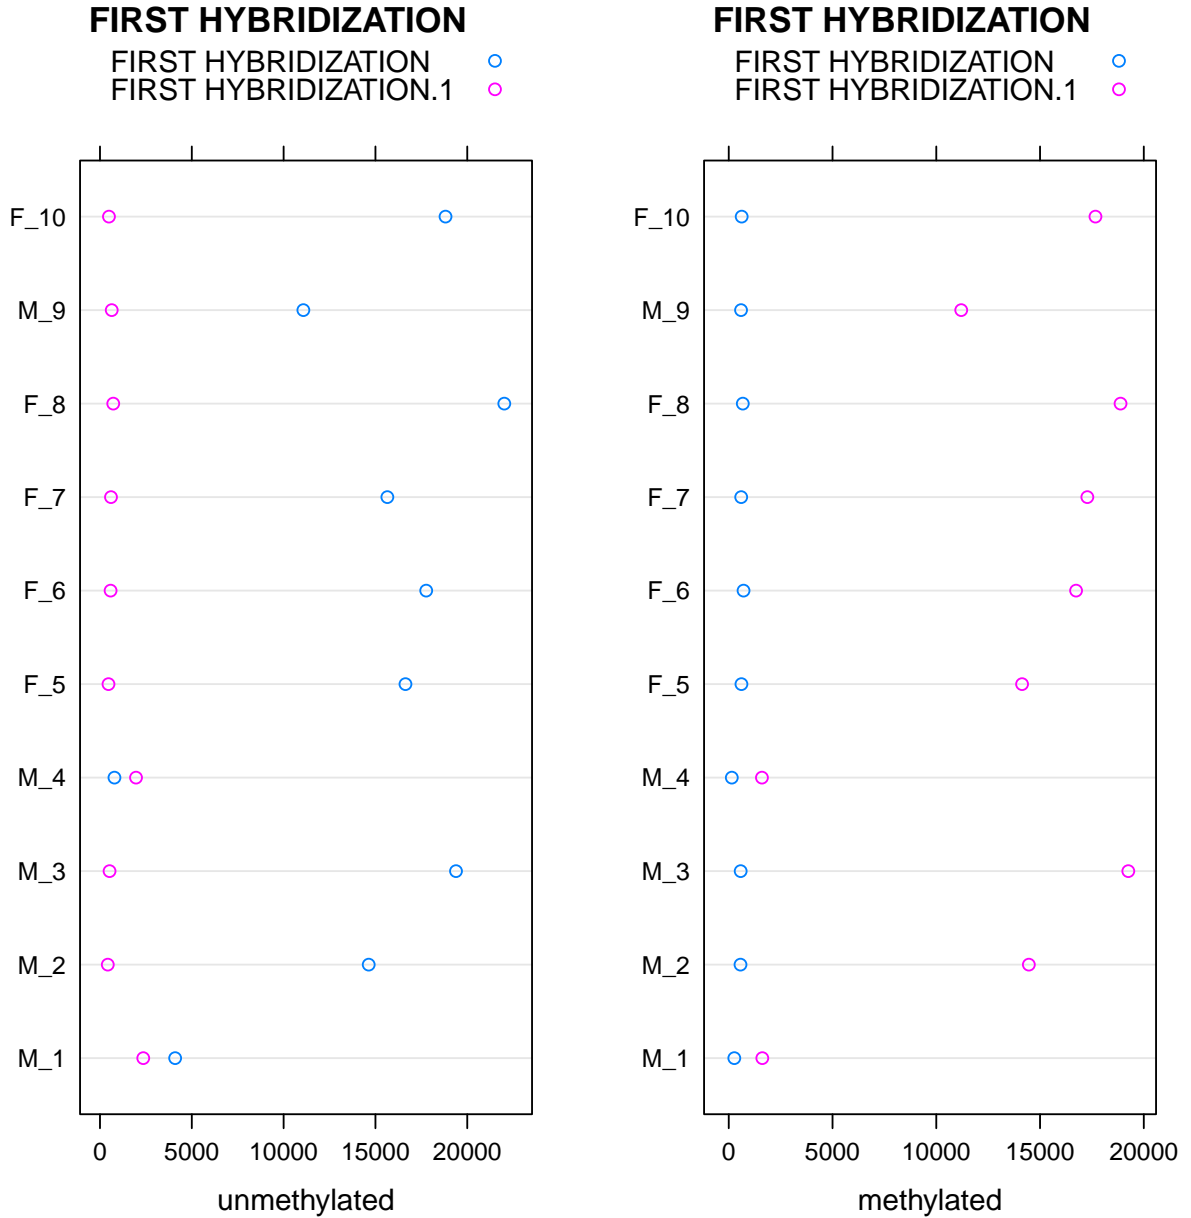 FIRST HYBRIDIZATION
FIRST HYBRIDIZATION
FIRST HYBRIDIZATION.1
F_10
M_9
F_8
F_7
F_6
F_5
M_4
M_3
M_2
M_1
0 5000 10000 15000 20000
unmethylated
FIRST HYBRIDIZATION
FIRST HYBRIDIZATION
FIRST HYBRIDIZATION.1
F_10
M_9
F_8
F_7
F_6
F_5
M_4
M_3
M_2
M_1
0 5000 10000 15000 20000
methylated